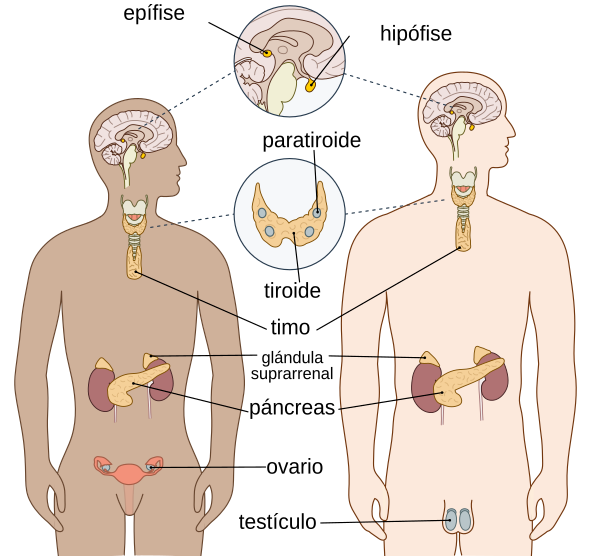 epífise
hipófise
paratiroide
tiroide
timo
glándula
suprarrenal
páncreas
ovario
testículo